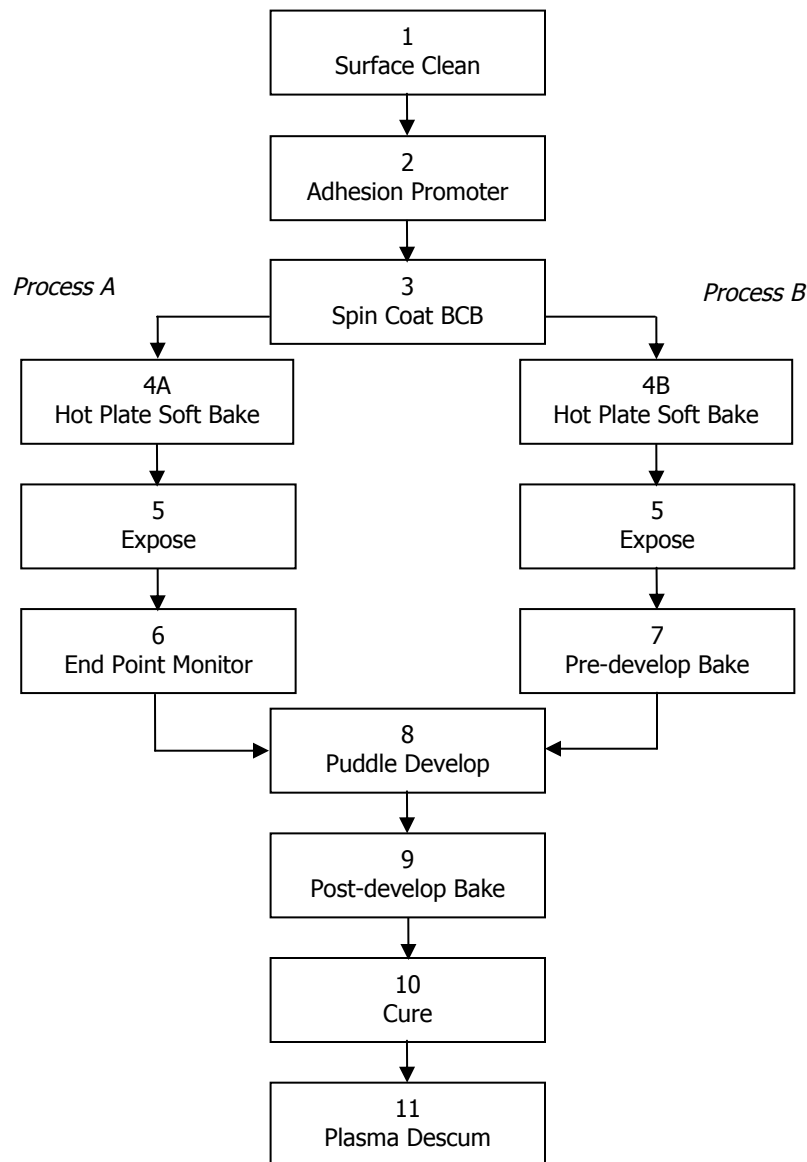 1
Surface Clean
2
Adhesion Promoter
Process A
3
Spin Coat BCB
Process B
4A
Hot Plate Soft Bake
4B
Hot Plate Soft Bake
5
Expose
5
Expose
6
End Point Monitor
7
Pre-develop Bake
8
Puddle Develop
9
Post-develop Bake
10
Cure
11
Plasma Descum